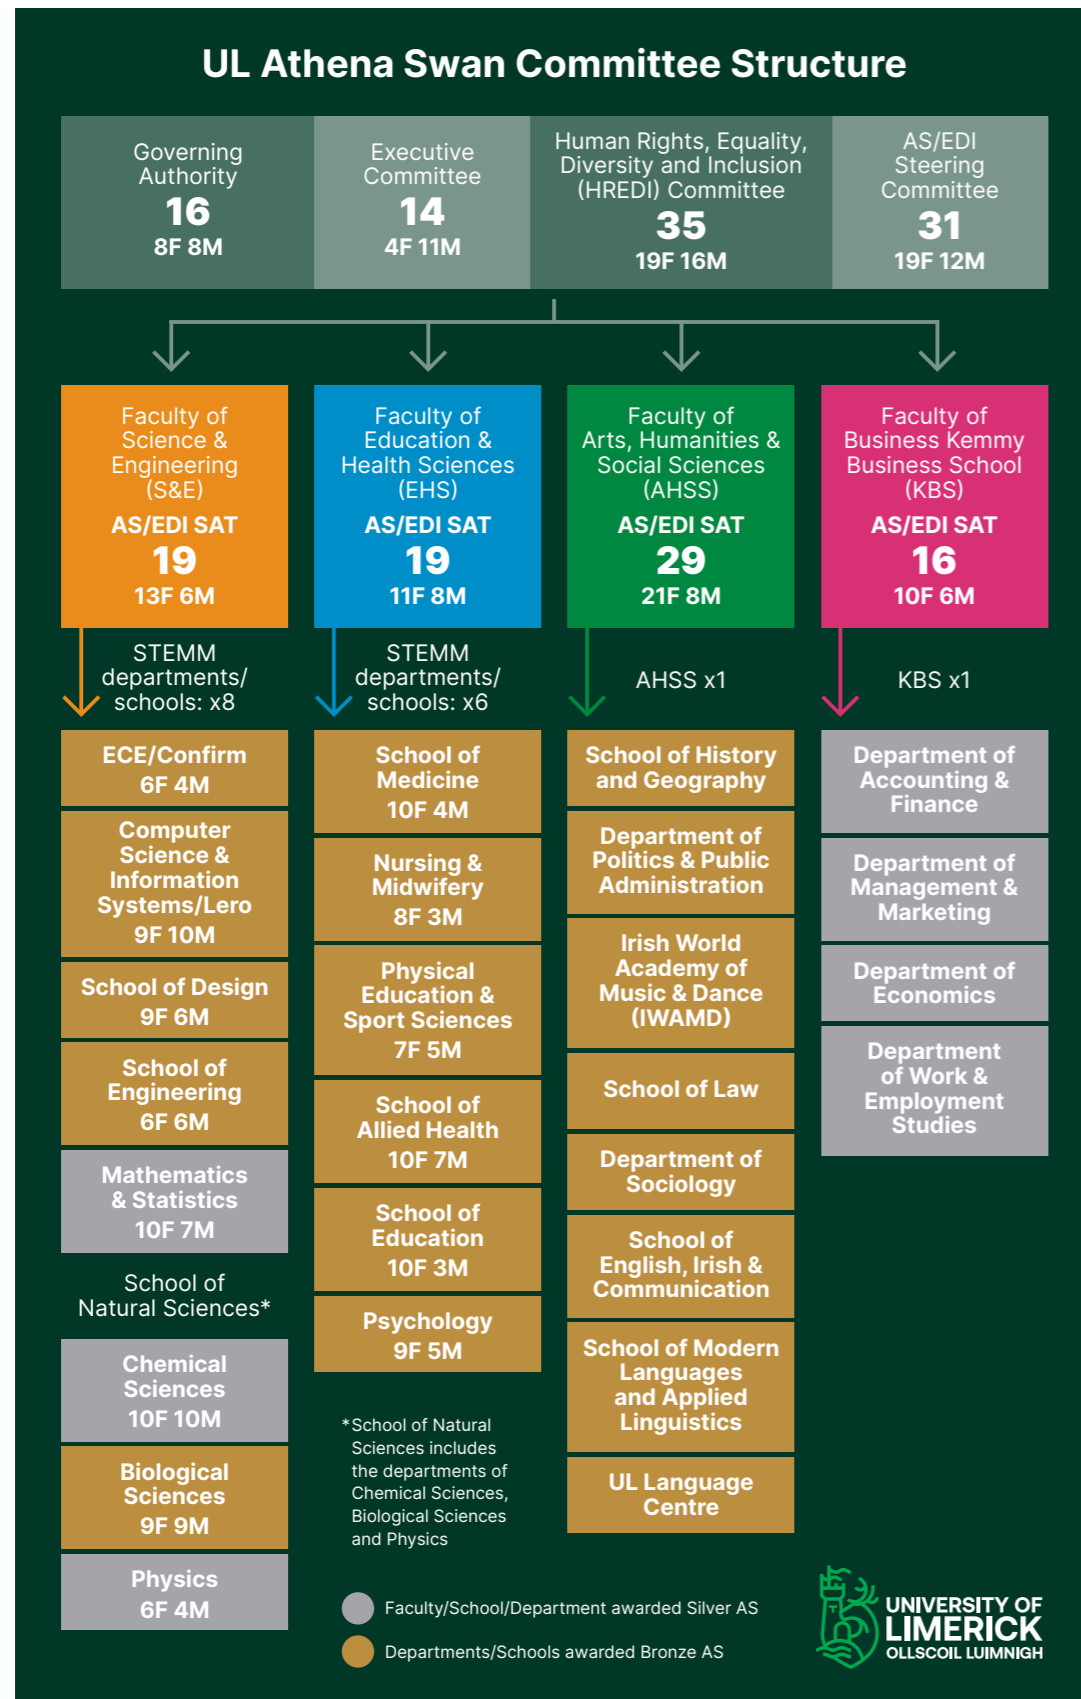 UL Athena Swan Committee Structure
Governing
Authority
16
8F 8M
Executive
Committee
14
4F 11M
Human Rights, Equality,
Diversity and Inclusion
(HREDI) Committee
35
19F 16M
AS/EDI
Steering
Committee
31
19F 12M
Faculty of
Science &
Engineering
(S&E)
AS/EDI SAT
19
13F 6M
Faculty of
Education &
Health Sciences
(EHS)
AS/EDI SAT
19
11F 8M
Faculty of
Arts, Humanities &
Social Sciences
(AHSS)
AS/EDI SAT
29
21F 8M
Faculty of
Business Kemmy
Business School
(KBS)
AS/EDI SAT
16
10F 6M
STEMM
departments/
schools: x8
ECE/Confirm
6F 4M
Computer
Science &
Information
Systems/Lero
9F 10M
School of Design
9F 6M
School of
Engineering
6F 6M
Mathematics
& Statistics
10F 7M
School of
Natural Sciences*
Chemical
Sciences
10F 10M
Biological
Sciences
9F 9M
Physics
6F 4M
STEMM
departments/
schools: x6
School of
Medicine
10F 4M
Nursing &
Midwifery
8F 3M
Physical
Education &
Sport Sciences
7F 5M
School of
Allied Health
10F 7M
School of
Education
10F 3M
Psychology
9F 5M
AHSS x1
School of History
and Geography
Department of
Politics & Public
Administration
Irish World
Academy of
Music & Dance
(IWAMD)
School of Law
Department of
Sociology
School of
English, Irish &
Communication
School of Modern
Languages
and Applied
Linguistics
UL Language
Centre
KBS x1
Department of
Accounting &
Finance
Department of
Management &
Marketing
Department of
Economics
Department
of Work &
Employment
Studies
*School of Natural
Sciences includes
the departments of
Chemical Sciences,
Biological Sciences
and Physics
Faculty/School/Department awarded Silver AS
Departments/Schools awarded Bronze AS
UNIVERSITY OF
LIMERICK
OLLSCOIL LUIMNIGH